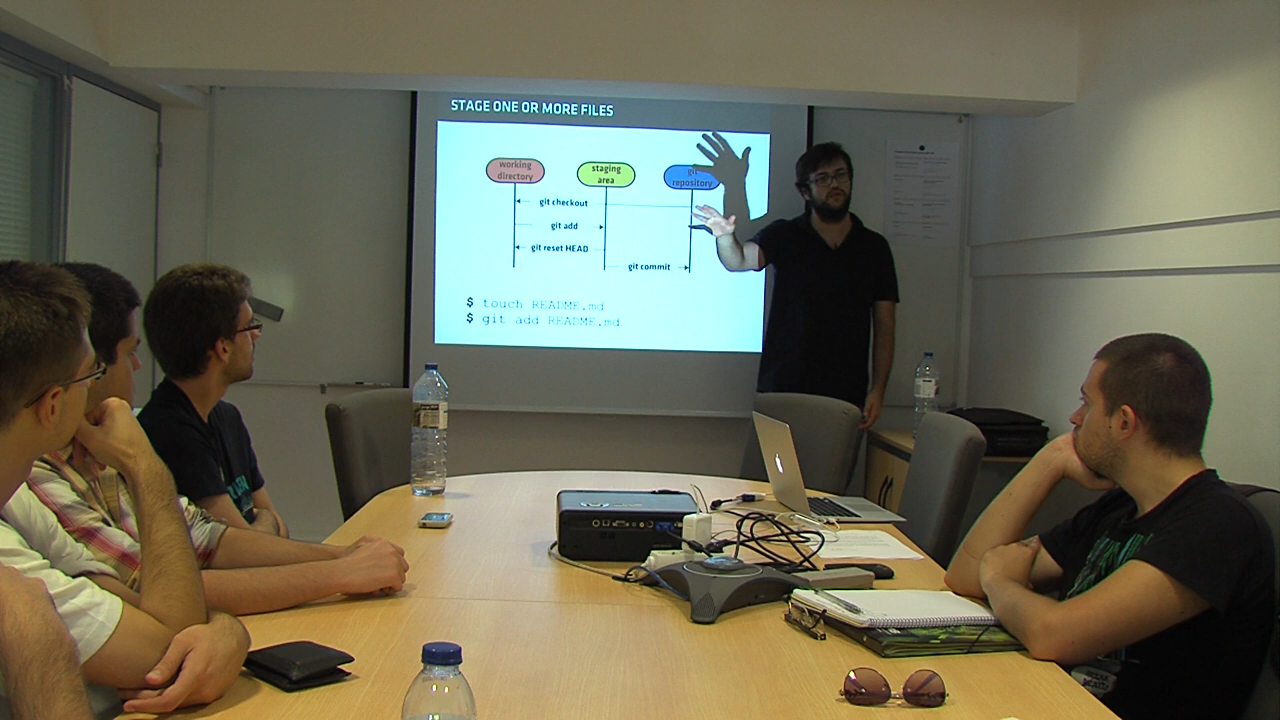 STAGE ONE OR MORE FILES
working
directory
staging
area
git
repository
git checkout
git add
git reset HEAD
git commit
$ touch README.md
$ git add README.md